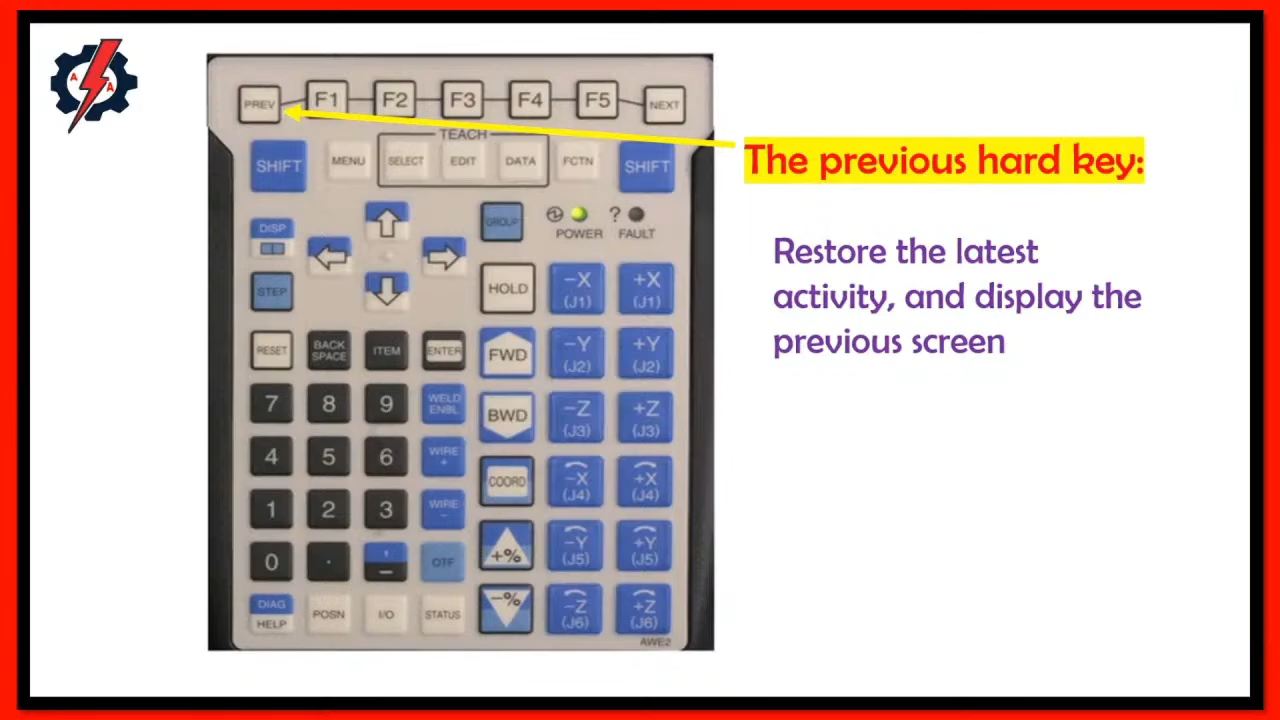 A A
PREV F1 F2 F3 F4 F5 NEXT
TEACH
SHIFT MENU SELECT EDIT DATA FCTN SHIFT
The previous hard key:
DISP GROUP ?
POWER FAULT
Restore the latest
activity, and display the
previous screen
STEP HOLD -X (J1) +X (J1)
RESET BACK SPACE ITEM ENTER FWD -Y (J2) +Y (J2)
7 8 9 WELD ENBL BWD -Z (J3) +Z (J3)
4 5 6 WIRE + COORD -X (J4) +X (J4)
1 2 3 WIRE - +% -Y (J5) +Y (J5)
0 . , - OTF
DIAG HELP POSN I/O STATUS -% -Z (J6) +Z (J6)
AWE2